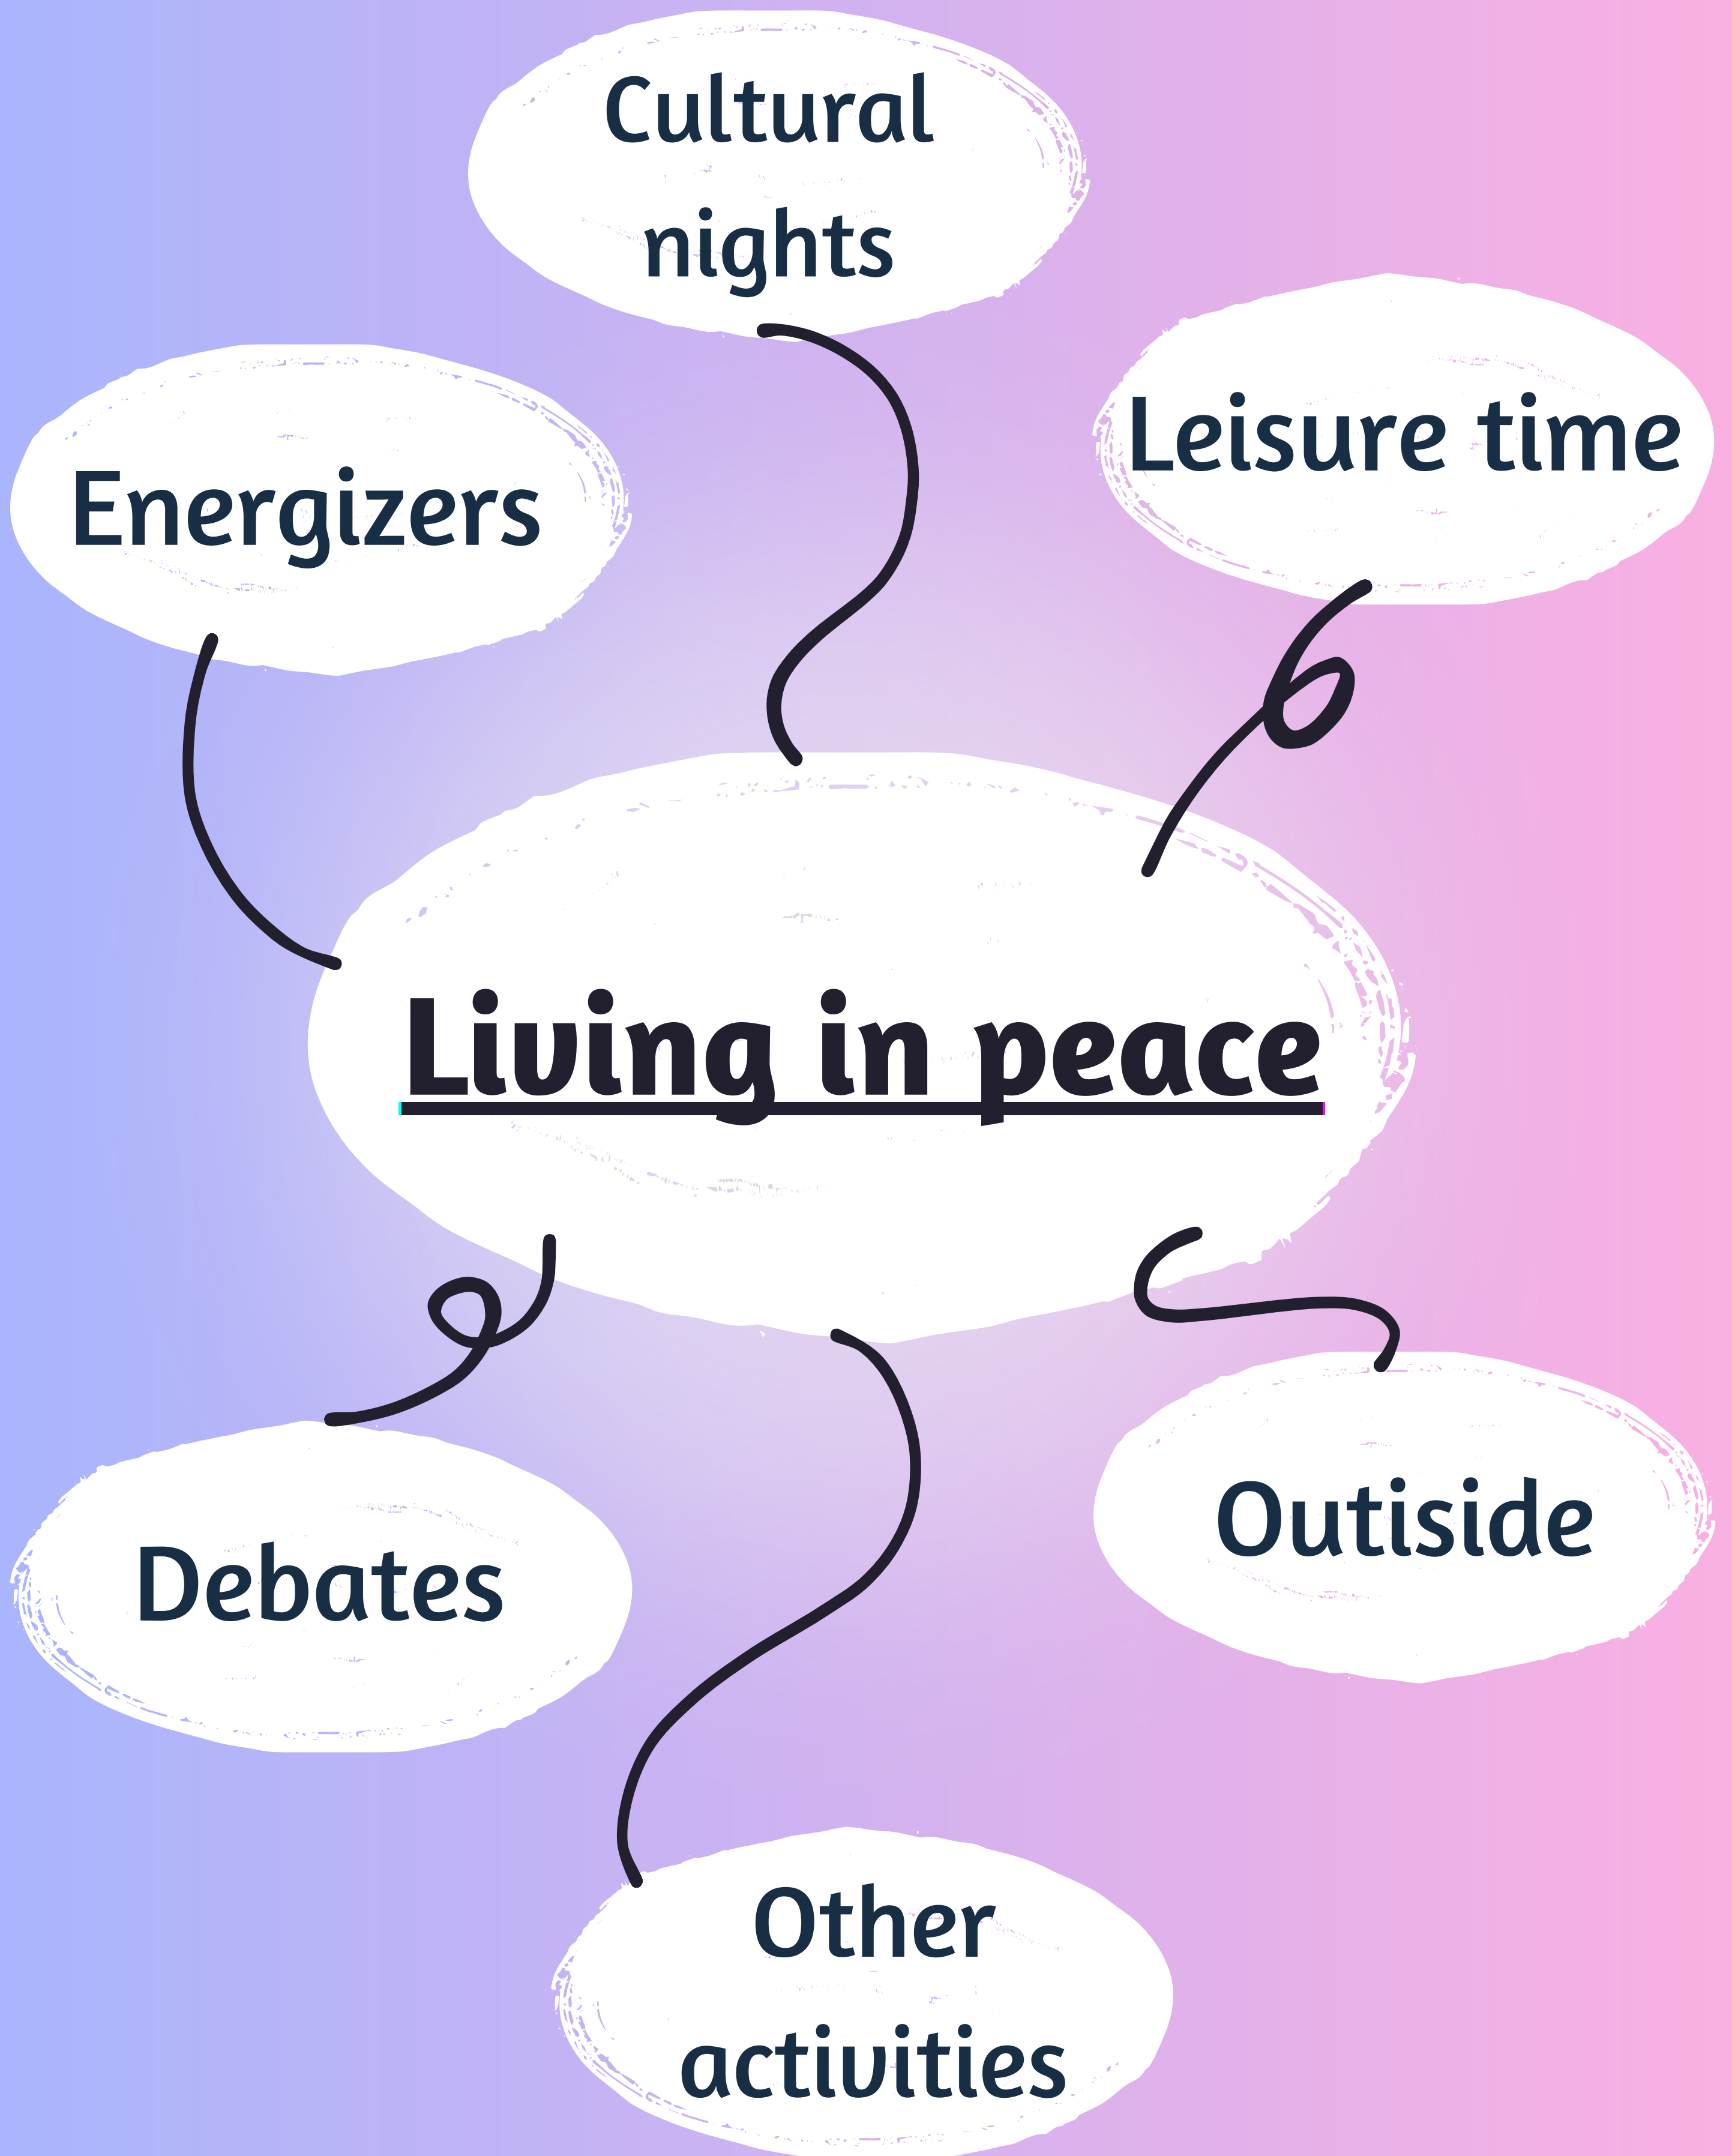 Cultural
nights
Leisure time
Energizers
Living in peace
Outiside
Debates
Other
activities